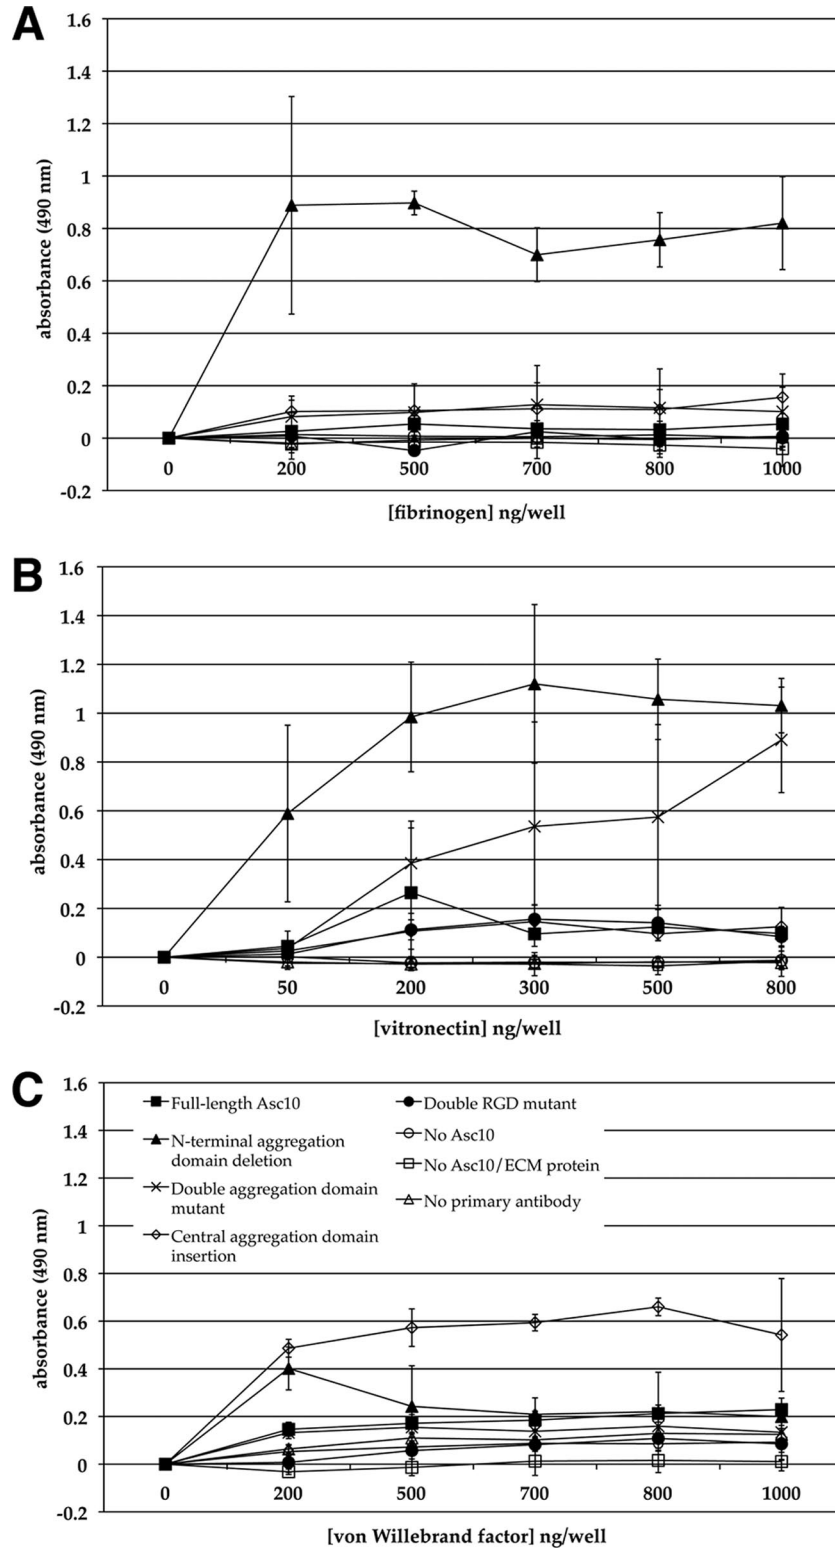 A
1.6
1.4
1.2
1
0.8
0.6
0.4
0.2
0
-0.2
absorbance (490 nm)
0 200 500 700 800 1000
[fibrinogen] ng/well
B
1.6
1.4
1.2
1
0.8
0.6
0.4
0.2
0
-0.2
absorbance (490 nm)
0 50 200 300 500 800
[vitronectin] ng/well
C
1.6
1.4
1.2
1
0.8
0.6
0.4
0.2
0
-0.2
absorbance (490 nm)
Full-length Asc10
N-terminal aggregation
domain deletion
Double aggregation domain
mutant
Central aggregation domain
insertion
Double RGD mutant
No Asc10
No Asc10/ECM protein
No primary antibody
0 200 500 700 800 1000
[von Willebrand factor] ng/well